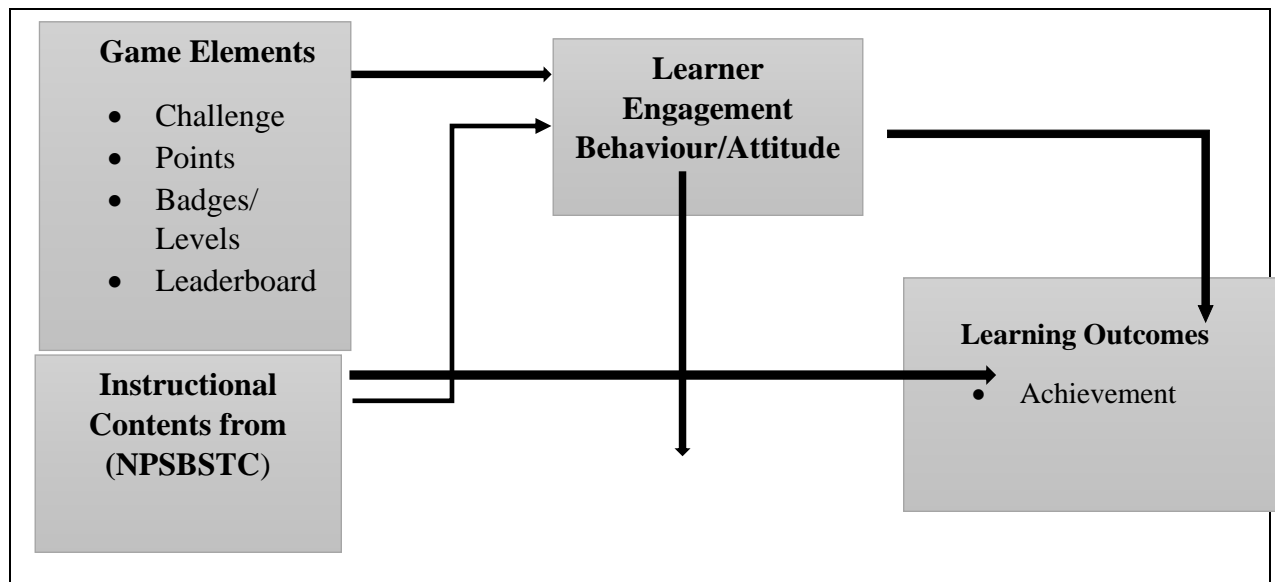 Game Elements
• Challenge
• Points
• Badges/
Levels
• Leaderboard
Learner
Engagement
Behaviour/Attitude
Instructional
Contents from
(NPSBSTC)
Learning Outcomes
• Achievement